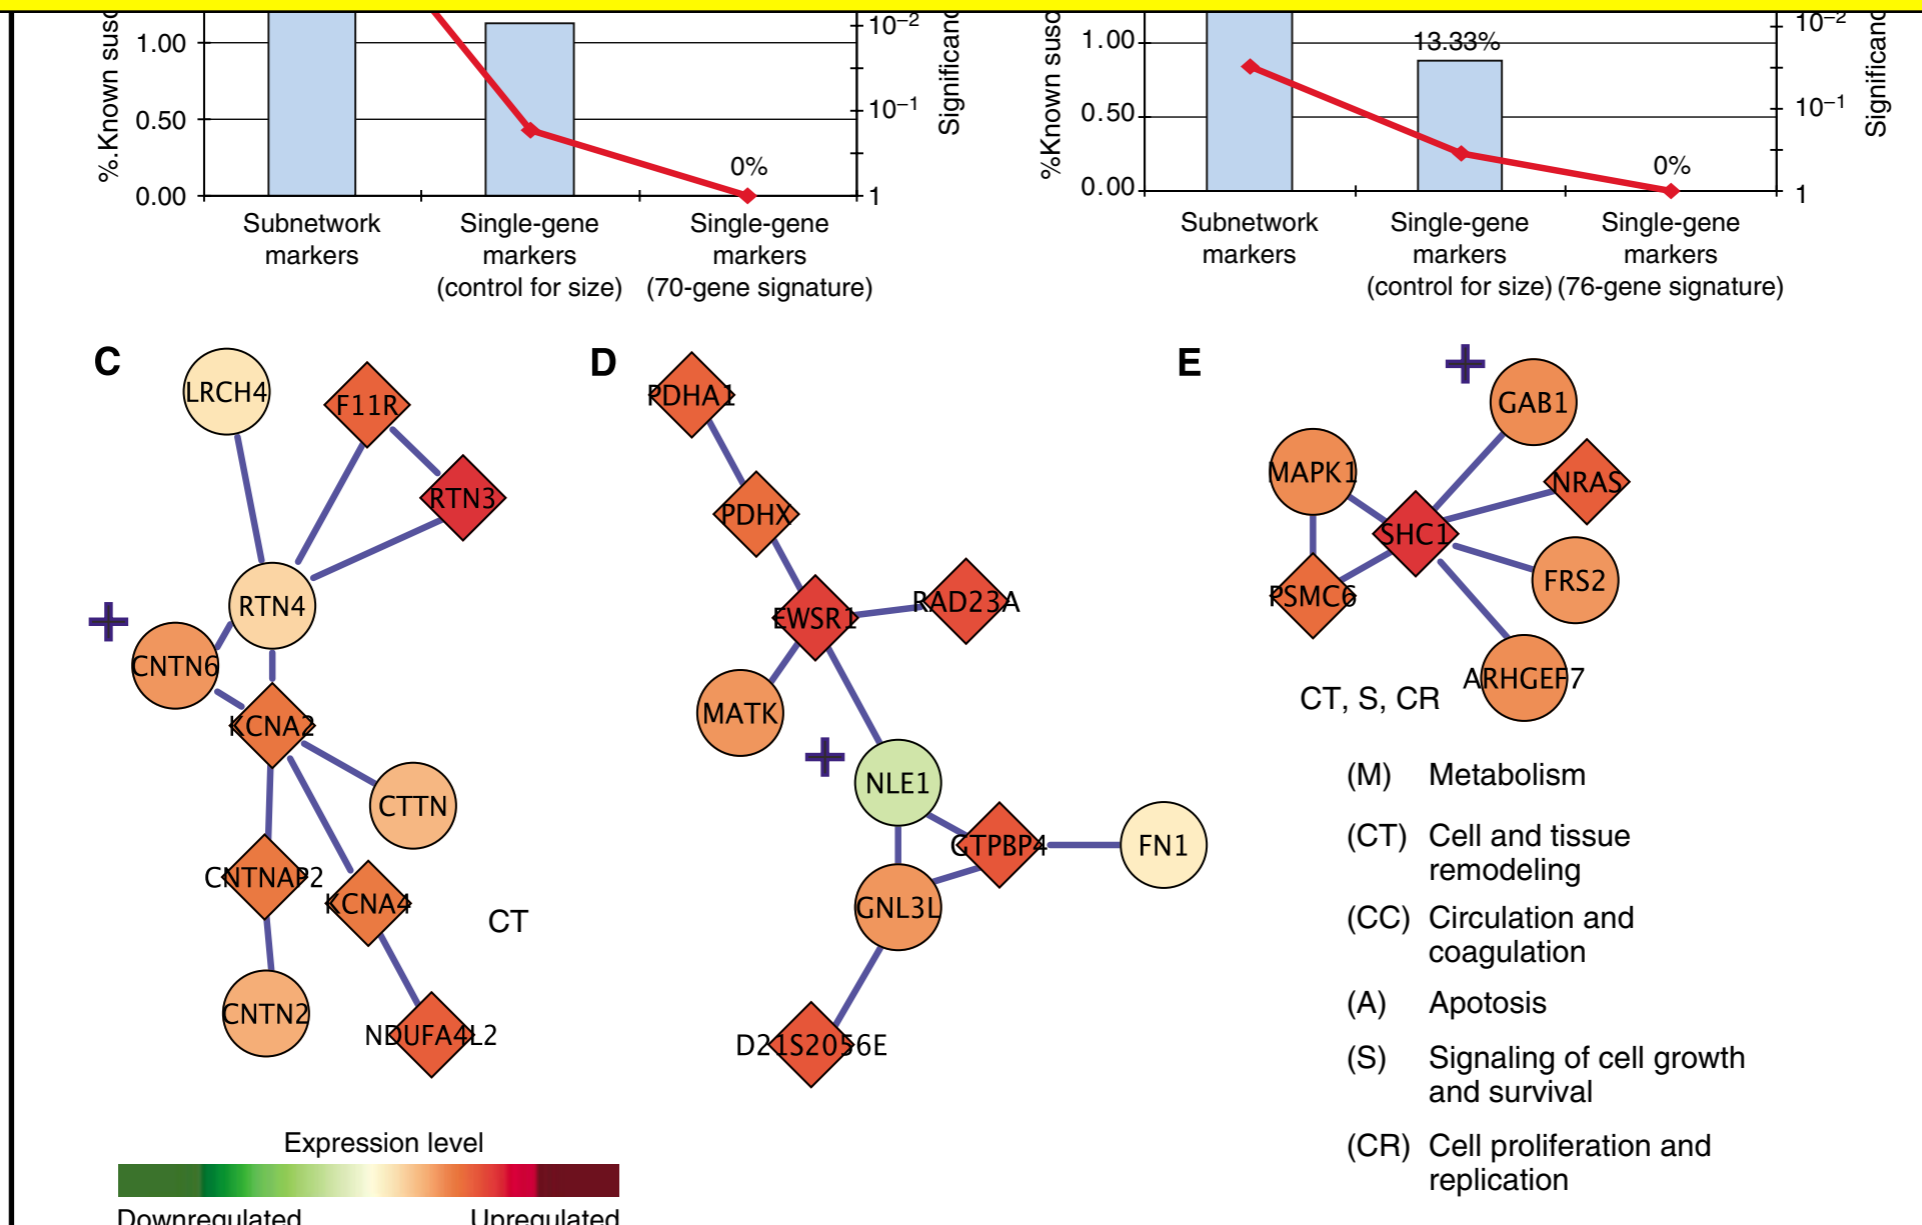 %.Known susc
1.00
0.50
0.00
10−2
10−1
1
Significanc
0%
Subnetwork
markers
Single-gene
markers
(control for size)
Single-gene
markers
(70-gene signature)
%Known susc
1.00
0.50
0.00
13.33%
0%
10−2
10−1
1
Significanc
Subnetwork
markers
Single-gene
markers
(control for size)
Single-gene
markers
(76-gene signature)
C
LRCH4
F11R
RTN3
RTN4
CNTN6
KCNA2
CTTN
CNTNAP2
KCNA4
CT
CNTN2
NDUFA4L2
D
PDHA1
PDHX
EWSR1
RAD23A
MATK
NLE1
GTPBP4
FN1
GNL3L
D21S2056E
E
GAB1
MAPK1
NRAS
SHC1
PSMC6
FRS2
ARHGEF7
CT, S, CR
(M) Metabolism
(CT) Cell and tissue
remodeling
(CC) Circulation and
coagulation
(A) Apotosis
(S) Signaling of cell growth
and survival
(CR) Cell proliferation and
replication
Expression level
Downregulated
Upregulated